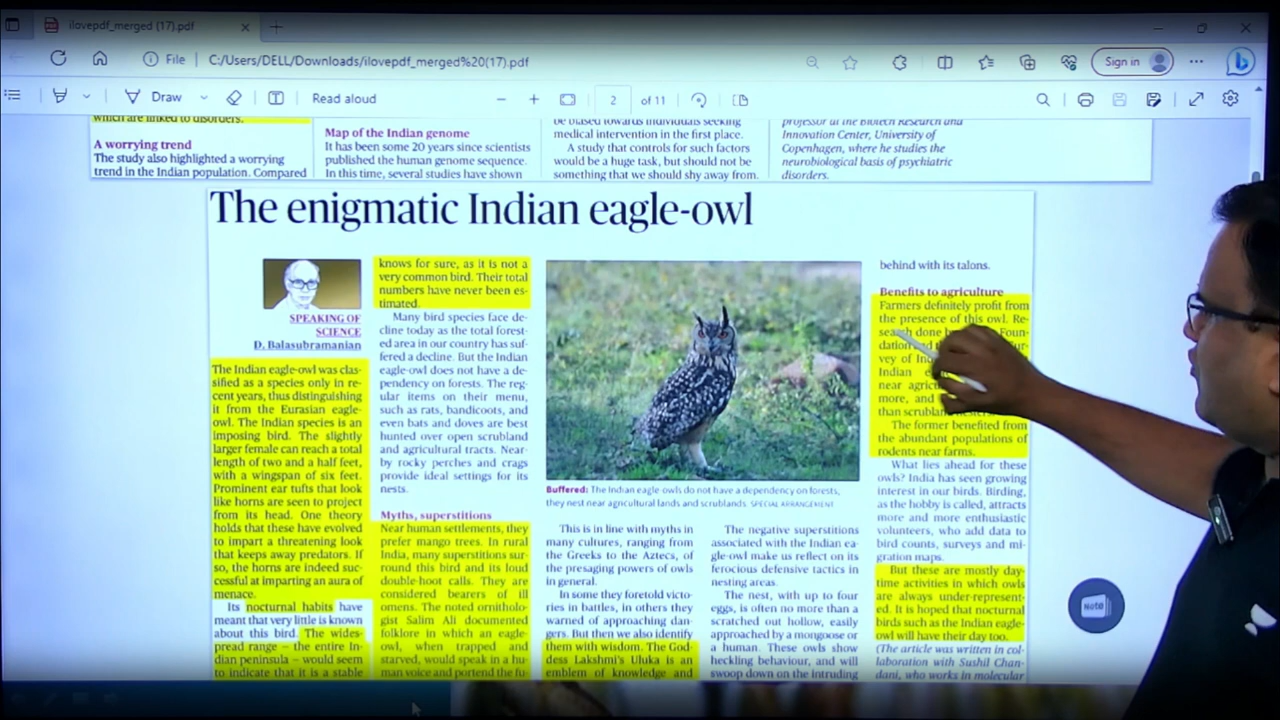 ilovepdf_merged (17).pdf
File
C:/Users/DELL/Downloads/ilovepdf_merged%20(17).pdf
Sign in
Draw
Read aloud
2
of 11
which are linked to disorders.
A worrying trend
The study also highlighted a worrying
trend in the Indian population. Compared
Map of the Indian genome
It has been some 20 years since scientists
published the human genome sequence.
In this time, several studies have shown
be biased towards individuals seeking
medical intervention in the first place.
A study that controls for such factors
would be a huge task, but should not be
something that we should shy away from.
professor at the Biotech Research and
Innovation Center, University of
Copenhagen, where he studies the
neurobiological basis of psychiatric
disorders.
The enigmatic Indian eagle-owl
SPEAKING OF
SCIENCE
D. Balasubramanian
The Indian eagle-owl was clas-
sified as a species only in re-
cent years, thus distinguishing
it from the Eurasian eagle-
owl. The Indian species is an
imposing bird. The slightly
larger female can reach a total
length of two and a half feet,
with a wingspan of six feet.
Prominent ear tufts that look
like horns are seen to project
from its head. One theory
holds that these have evolved
to impart a threatening look
that keeps away predators. If
so, the horns are indeed suc-
cessful at imparting an aura of
menace.
Its nocturnal habits have
meant that very little is known
about this bird. The wides-
pread range – the entire In-
dian peninsula – would seem
to indicate that it is a stable
knows for sure, as it is not a
very common bird. Their total
numbers have never been es-
timated.
Many bird species face de-
cline today as the total forest-
ed area in our country has suf-
fered a decline. But the Indian
eagle-owl does not have a de-
pendency on forests. The reg-
ular items on their menu,
such as rats, bandicoots, and
even bats and doves are best
hunted over open scrubland
and agricultural tracts. Near-
by rocky perches and crags
provide ideal settings for its
nests.
Myths, superstitions
Near human settlements, they
prefer mango trees. In rural
India, many superstitions sur-
round this bird and its loud
double-hoot calls. They are
considered bearers of ill
omens. The noted ornitholo-
gist Salim Ali documented
folklore in which an eagle-
owl, when trapped and
starved, would speak in a hu-
man voice and portend the fu-
Buffered: The Indian eagle owls do not have a dependency on forests,
they nest near agricultural lands and scrublands. SPECIAL ARRANGEMENT
This is in line with myths in
many cultures, ranging from
the Greeks to the Aztecs, of
the presaging powers of owls
in general.
In some they foretold victo-
ries in battles, in others they
warned of approaching dan-
gers. But then we also identify
them with wisdom. The God-
dess Lakshmi's Uluka is an
emblem of knowledge and
The negative superstitions
associated with the Indian ea-
gle-owl make us reflect on its
ferocious defensive tactics in
nesting areas.
The nest, with up to four
eggs, is often no more than a
scratched out hollow, easily
approached by a mongoose or
a human. These owls show
heckling behaviour, and will
swoop down on the intruding
behind with its talons.
Benefits to agriculture
Farmers definitely profit from
the presence of this owl. Re-
search done Foun-
dation
vey of
Indian
near
more, and
than
The former benefited from
the abundant populations of
rodents near farms.
What lies ahead for these
owls? India has seen growing
interest in our birds. Birding,
as the hobby is called, attracts
more and more enthusiastic
volunteers, who add data to
bird counts, surveys and mi-
gration maps.
But these are mostly day-
time activities in which owls
are always under-represent-
ed. It is hoped that nocturnal
birds such as the Indian eagle-
owl will have their day too.
(The article was written in col-
laboration with Sushil Chan-
dani, who works in molecular
Note